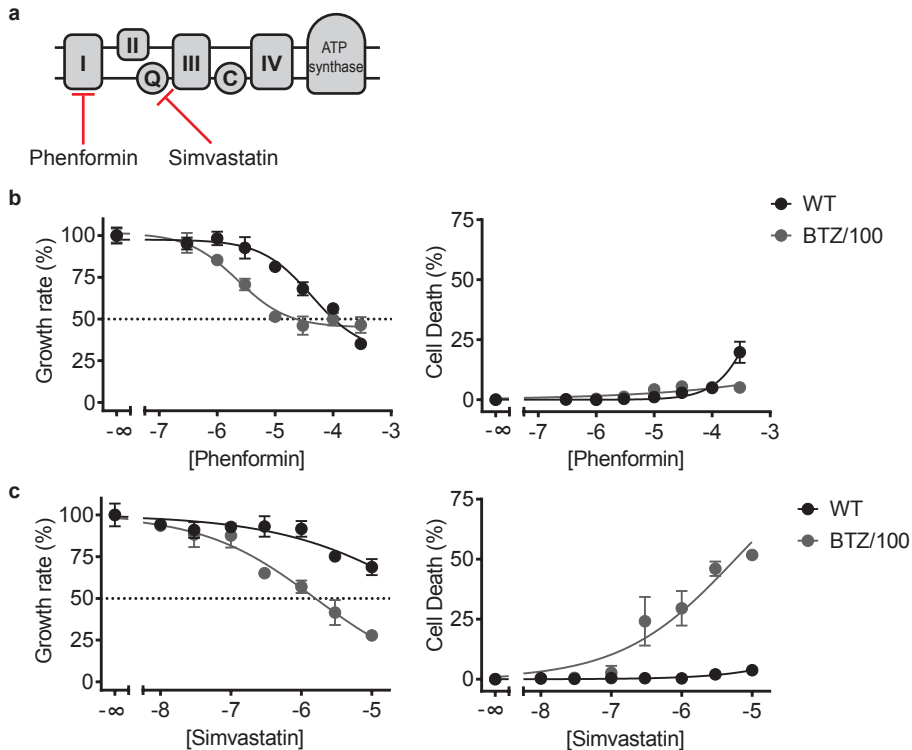 a
I
II
Q
III
C
IV
ATP
synthase
Phenformin
Simvastatin
b
Growth rate (%)
100
75
50
25
0
-∞
-7
-6
-5
-4
-3
[Phenformin]
Cell Death (%)
75
50
25
0
-∞
-7
-6
-5
-4
-3
[Phenformin]
WT
BTZ/100
c
Growth rate (%)
100
75
50
25
0
-∞
-8
-7
-6
-5
[Simvastatin]
Cell Death (%)
75
50
25
0
-∞
-8
-7
-6
-5
[Simvastatin]
WT
BTZ/100